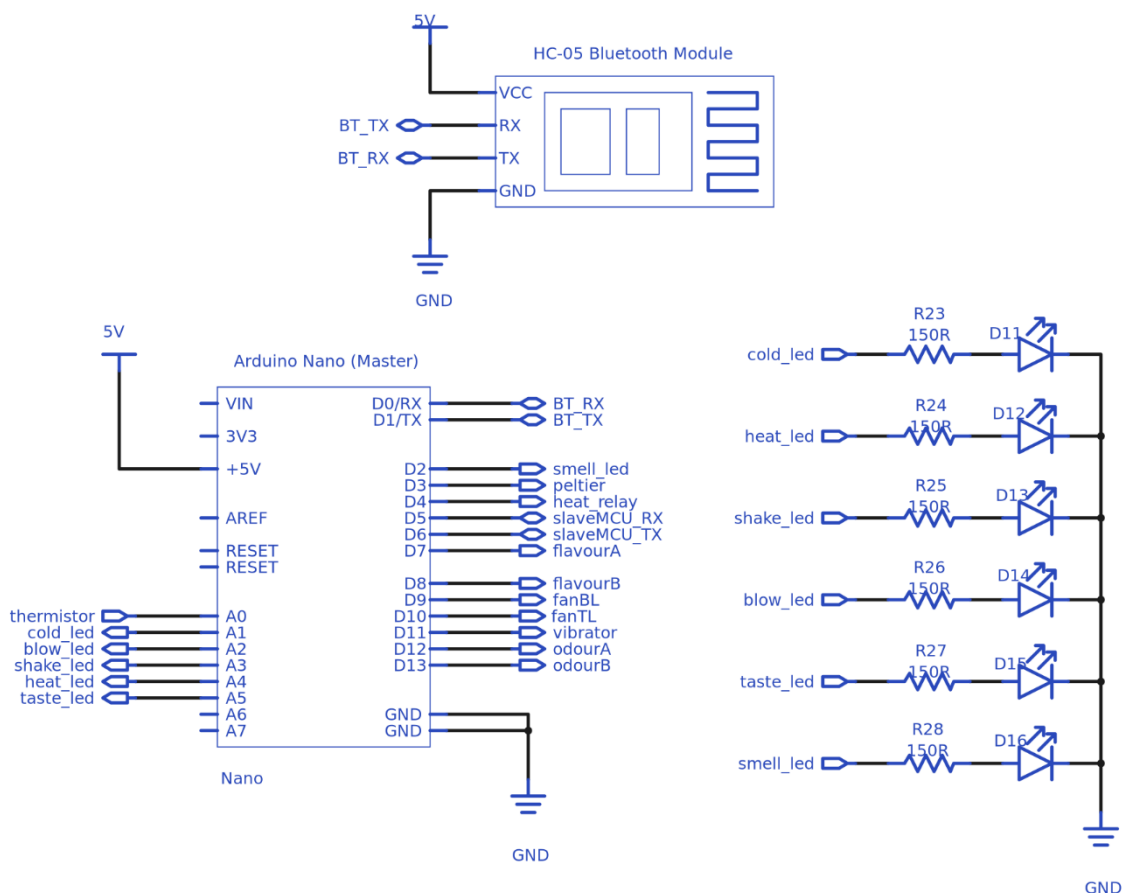 5V
HC-05 Bluetooth Module
VCC
BT_TX RX
BT_RX TX
GND
GND
5V
Arduino Nano (Master)
VIN D0/RX BT_RX
D1/TX BT_TX
3V3
+5V D2 smell_led
D3 peltier
D4 heat_relay
AREF D5 slaveMCU_RX
D6 slaveMCU_TX
RESET D7 flavourA
RESET
D8 flavourB
D9 fanBL
thermistor A0 D10 fanTL
cold_led A1 D11 vibrator
blow_led A2 D12 odourA
shake_led A3 D13 odourB
heat_led A4
taste_led A5
A6 GND
A7 GND
Nano
GND
R23
150R D11
cold_led
R24
150R D12
heat_led
R25
150R D13
shake_led
R26
150R D14
blow_led
R27
150R D15
taste_led
R28
150R D16
smell_led
GND